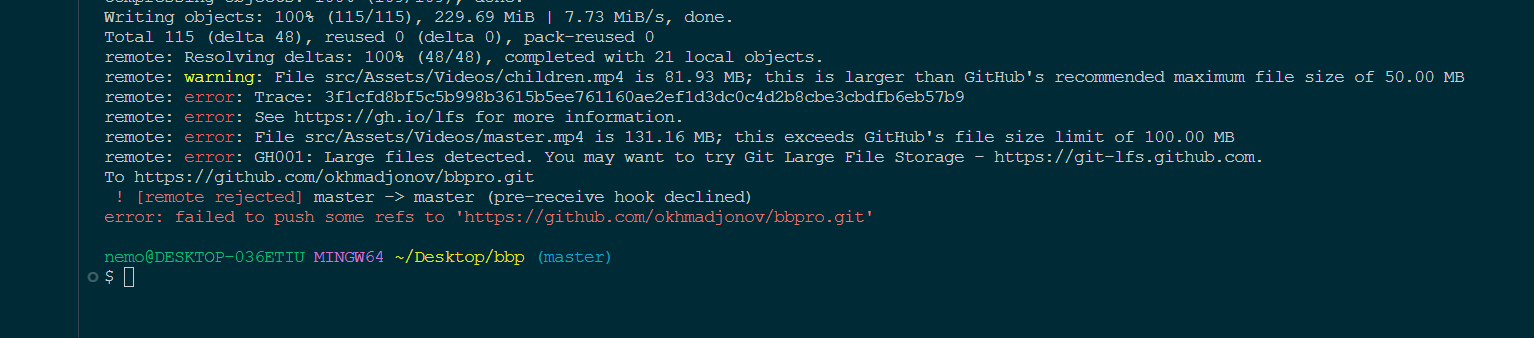 Compressing objects: 100% (109/109), done.
Writing objects: 100% (115/115), 229.69 MiB | 7.73 MiB/s, done.
Total 115 (delta 48), reused 0 (delta 0), pack-reused 0
remote: Resolving deltas: 100% (48/48), completed with 21 local objects.
remote: warning: File src/Assets/Videos/children.mp4 is 81.93 MB; this is larger than GitHub's recommended maximum file size of 50.00 MB
remote: error: Trace: 3f1cfd8bf5c5b998b3615b5ee761160ae2ef1d3dc0c4d2b8cbe3cbdfb6eb57b9
remote: error: See https://gh.io/lfs for more information.
remote: error: File src/Assets/Videos/master.mp4 is 131.16 MB; this exceeds GitHub's file size limit of 100.00 MB
remote: error: GH001: Large files detected. You may want to try Git Large File Storage - https://git-lfs.github.com.
To https://github.com/okhmadjonov/bbpro.git
! [remote rejected] master -> master (pre-receive hook declined)
error: failed to push some refs to 'https://github.com/okhmadjonov/bbpro.git'
nemo@DESKTOP-036ETIU MINGW64 ~/Desktop/bbp (master)
$